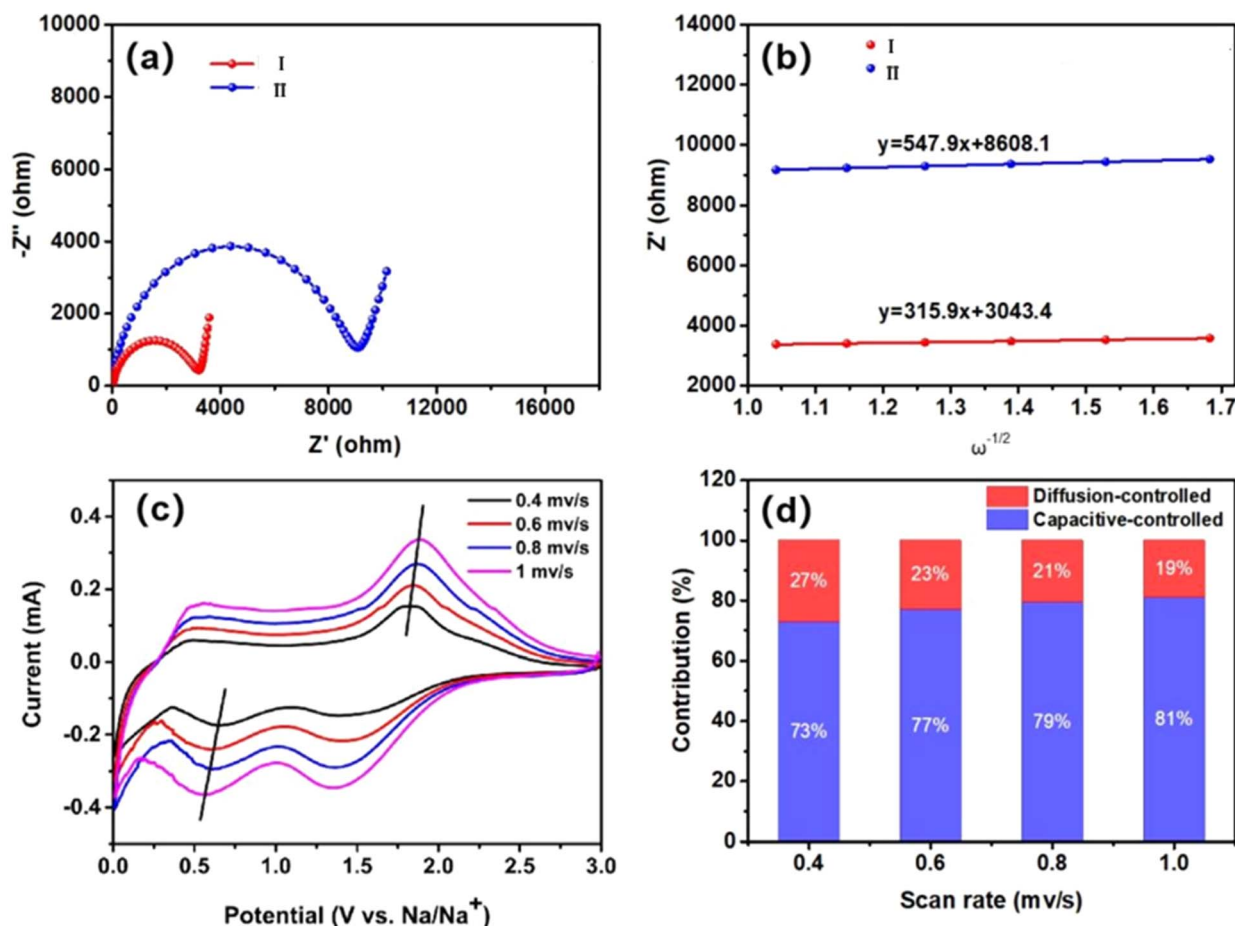 (a)
I
II
10000
8000
6000
4000
2000
0
-Z'' (ohm)
0
4000
8000
12000
16000
Z' (ohm)
(b)
I
II
14000
12000
10000
8000
6000
4000
2000
Z' (ohm)
y=547.9x+8608.1
y=315.9x+3043.4
1.0
1.1
1.2
1.3
1.4
1.5
1.6
1.7
ω-1/2
(c)
0.4 mv/s
0.6 mv/s
0.8 mv/s
1 mv/s
0.4
0.2
0.0
-0.2
-0.4
Current (mA)
0.0
0.5
1.0
1.5
2.0
2.5
3.0
Potential (V vs. Na/Na+)
(d)
Diffusion-controlled
Capacitive-controlled
120
100
80
60
40
20
0
Contribution (%)
27%
23%
21%
19%
73%
77%
79%
81%
0.4
0.6
0.8
1.0
Scan rate (mv/s)